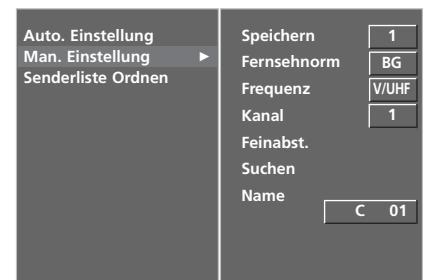 Auto. Einstellung
Man. Einstellung ►
Senderliste Ordnen
Speichern 1
Fernsehnorm BG
Frequenz V/UHF
Kanal 1
Feinabst.
Suchen
Name
C 01